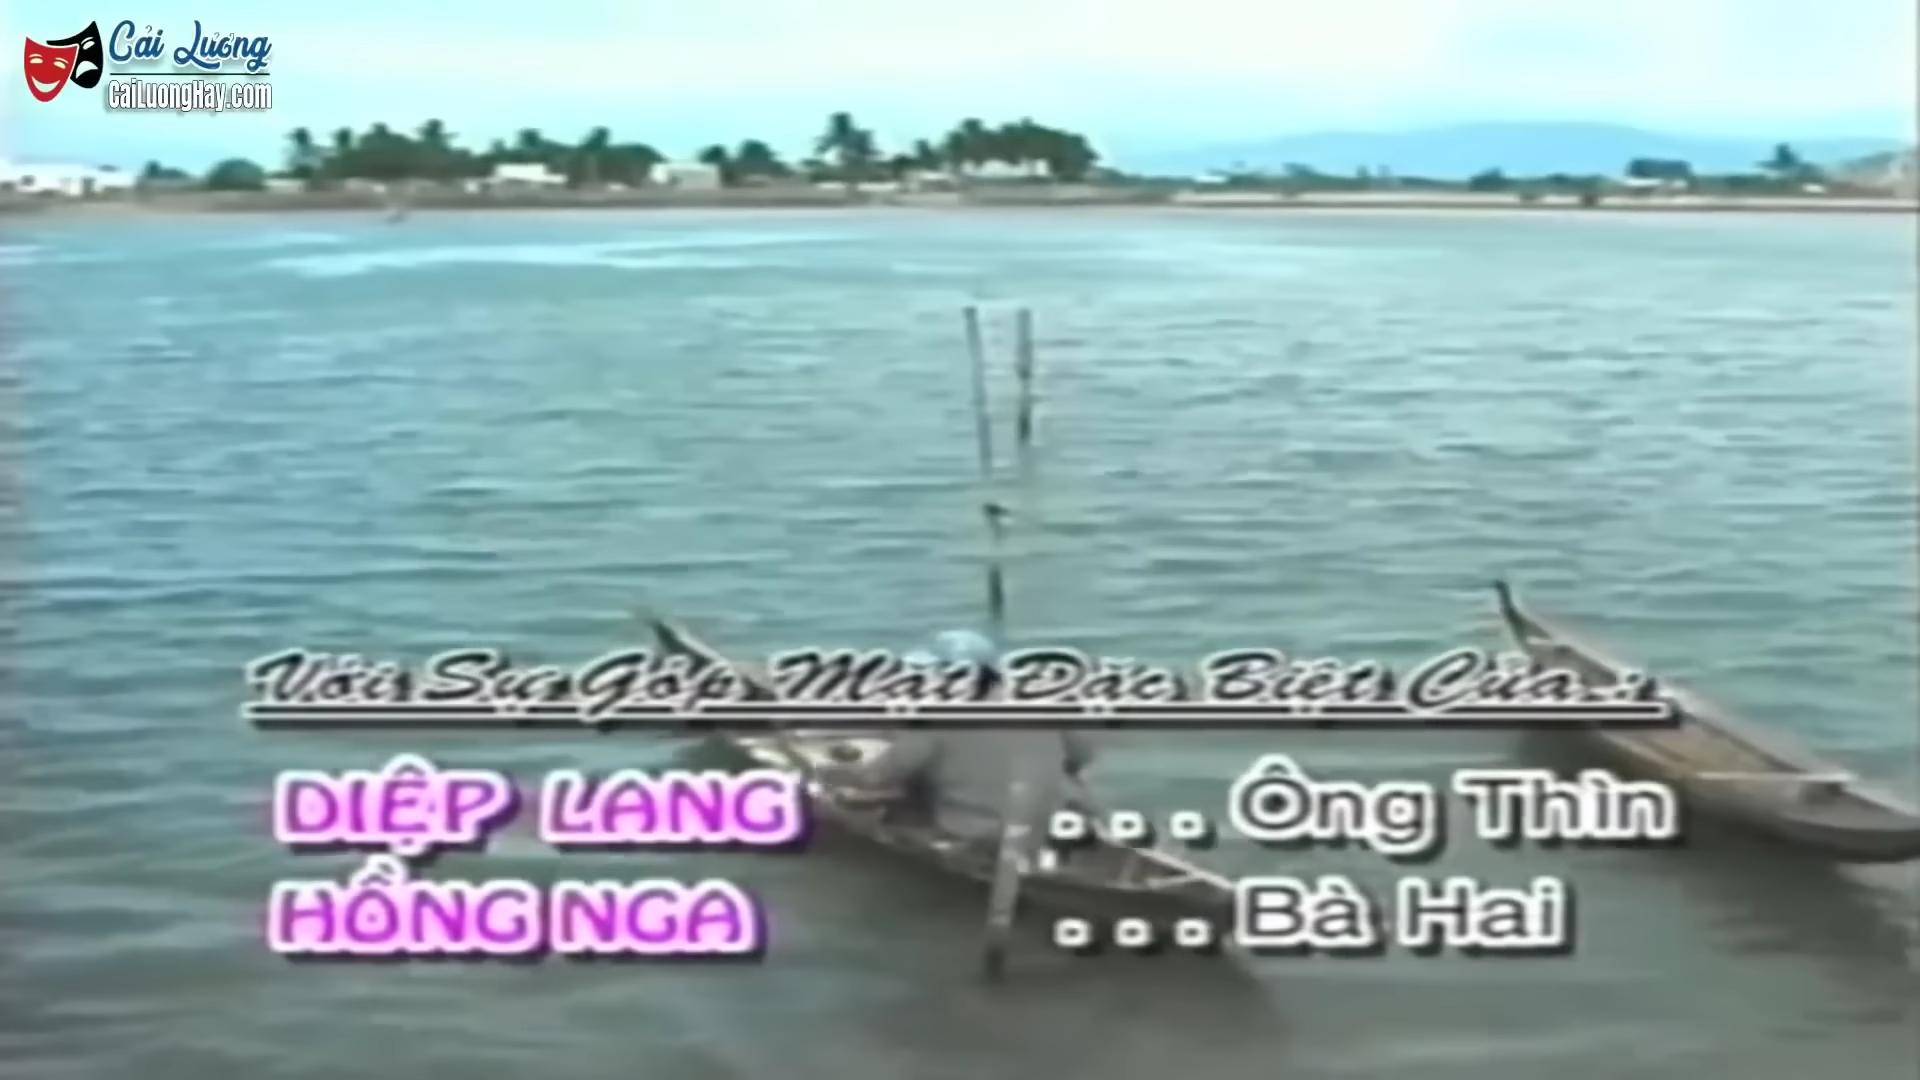 Cải Lương
CaiLuongHay.com
Với Sự Góp Mặt Đặc Biệt Của :
DIỆP LANG . . . Ông Thìn
HỒNG NGA . . . Bà Hai